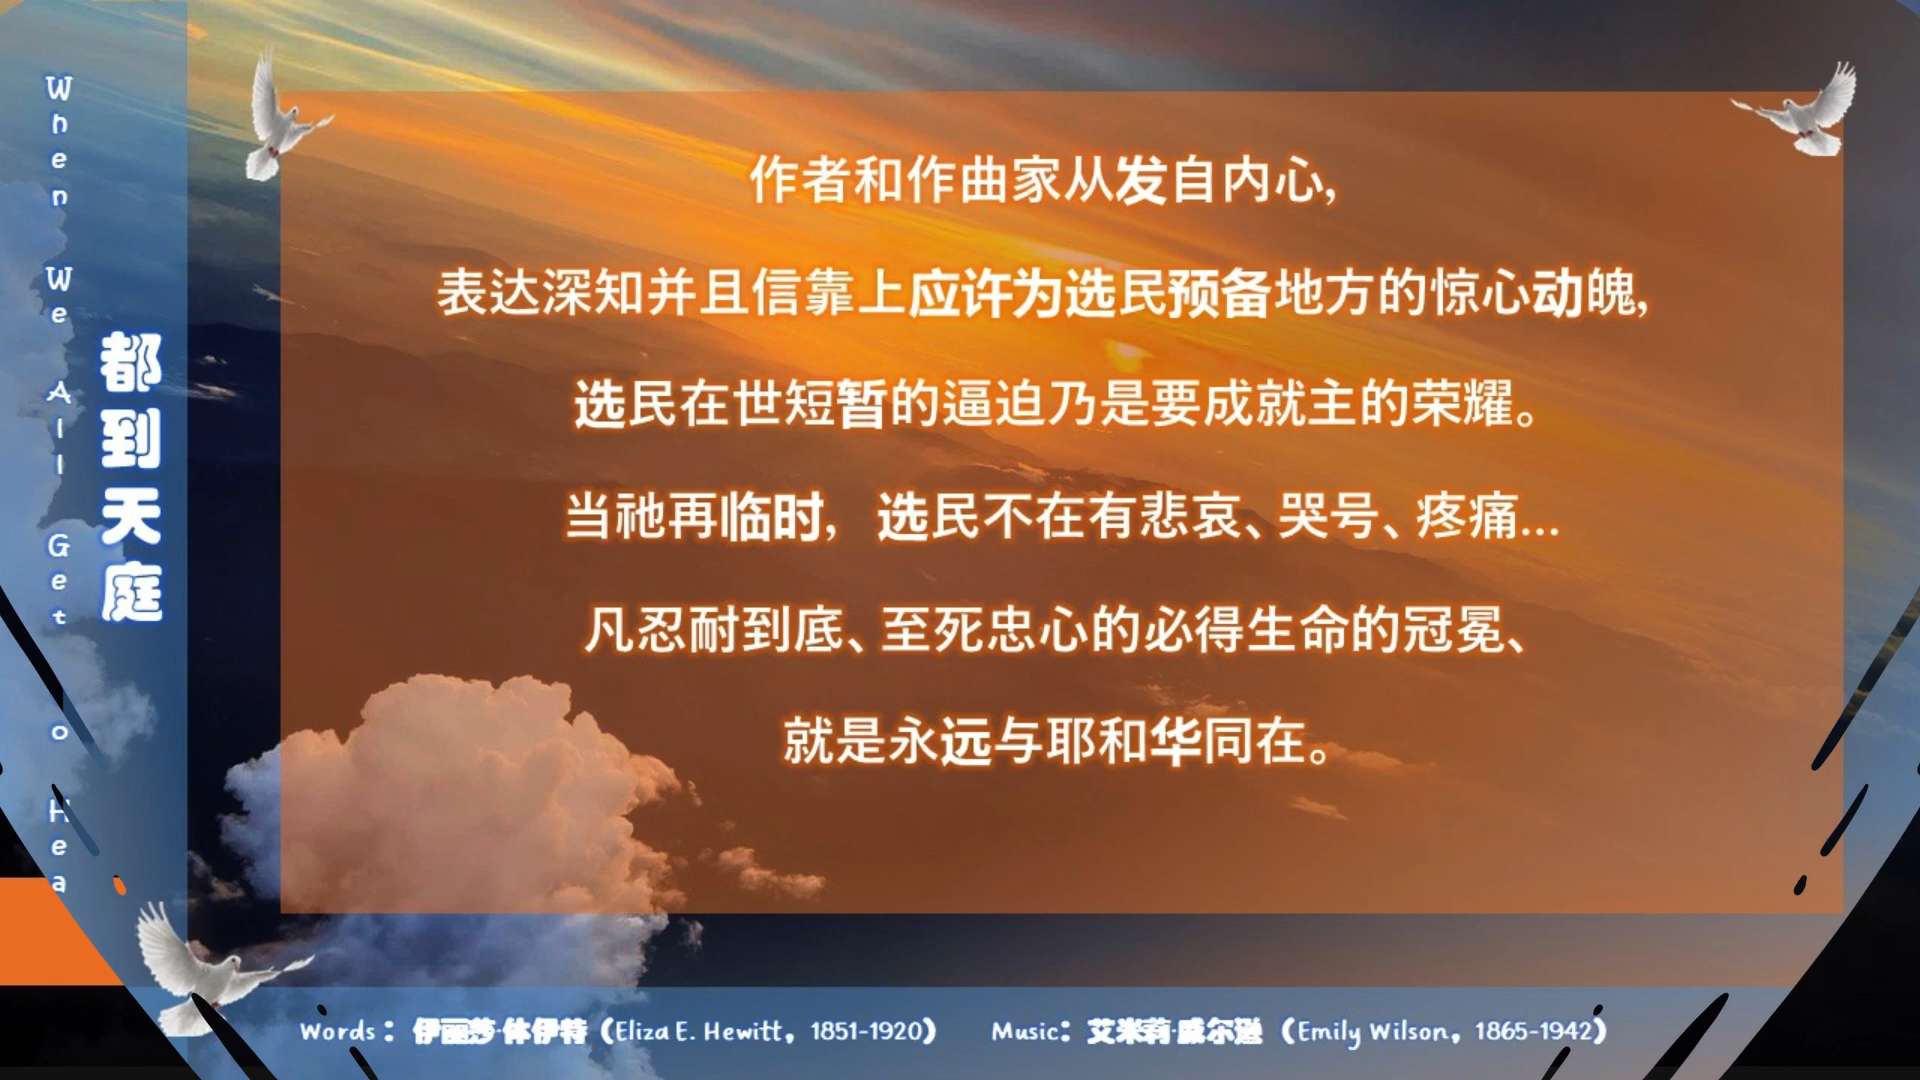 When We All Get o Hea
都到天庭
作者和作曲家从发自内心,
表达深知并且信靠上应许为选民预备地方的惊心动魄,
选民在世短暂的逼迫乃是要成就主的荣耀。
当祂再临时, 选民不在有悲哀、哭号、疼痛...
凡忍耐到底、至死忠心的必得生命的冠冕、
就是永远与耶和华同在。
Words：伊丽莎·休伊特（Eliza E. Hewitt, 1851-1920） Music：艾米莉·威尔逊（Emily Wilson, 1865-1942）